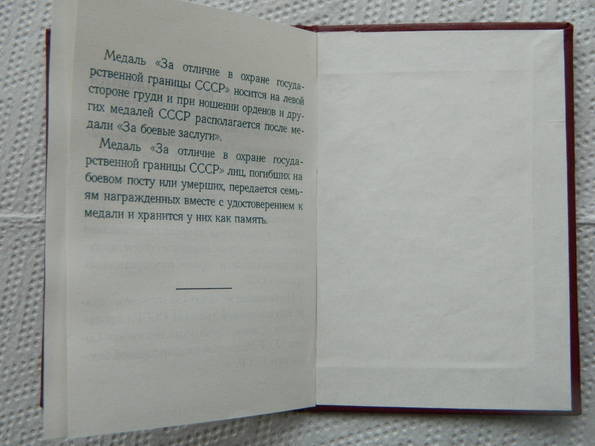 Медаль «За отличие в охране госуда-
рственной границы СССР» носится на левой
стороне груди и при ношении орденов и дру-
гих медалей СССР располагается после ме-
дали «За боевые заслуги».
Медаль «За отличие в охране госуда-
рственной границы СССР» лиц, погибших на
боевом посту или умерших, передается семь-
ям награжденных вместе с удостоверением к
медали и хранится у них как память.